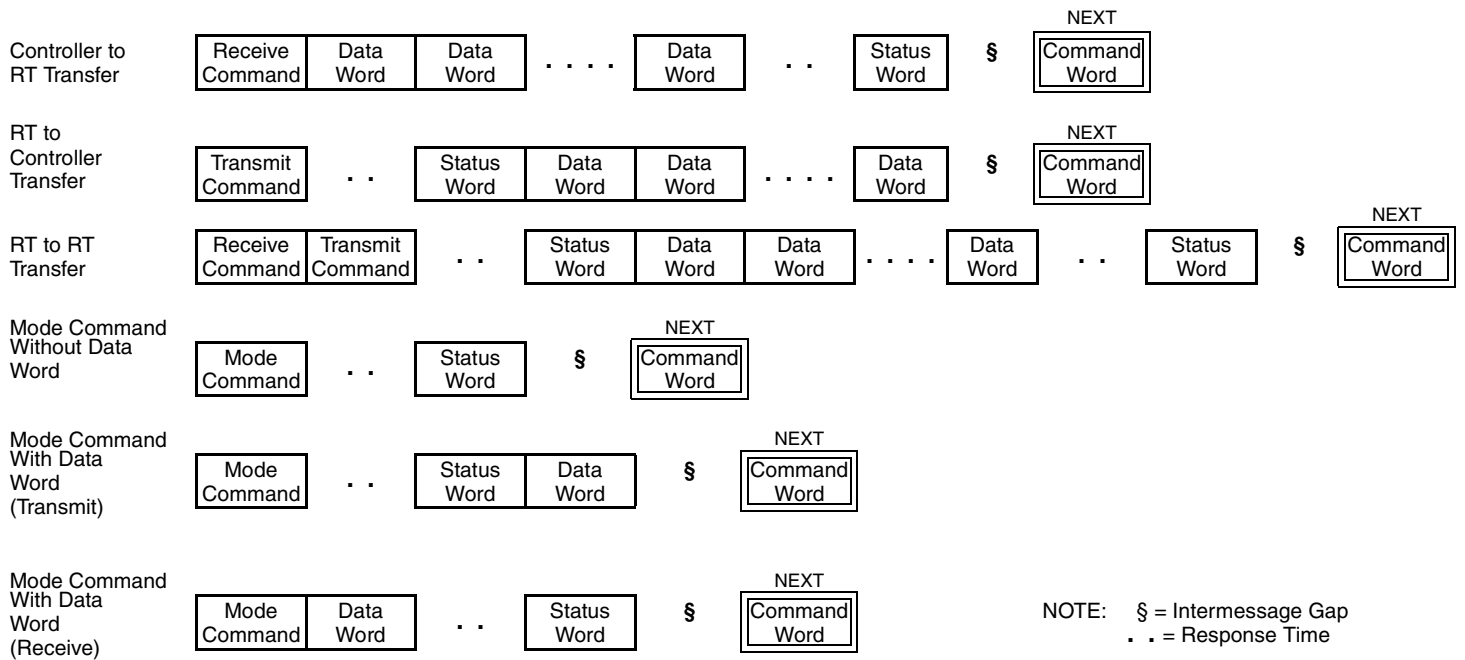 NEXT
Controller to
RT Transfer
Receive Command
Data Word
Data Word
. . . .
Data Word
. .
Status Word
§
Command Word
RT to
Controller
Transfer
NEXT
Transmit Command
. .
Status Word
Data Word
Data Word
. . . .
Data Word
§
Command Word
NEXT
RT to RT
Transfer
Receive Command
Transmit Command
. .
Status Word
Data Word
Data Word
. . . .
Data Word
. .
Status Word
§
Command Word
Mode Command
Without Data
Word
NEXT
Mode Command
. .
Status Word
§
Command Word
Mode Command
With Data
Word
(Transmit)
NEXT
Mode Command
. .
Status Word
Data Word
§
Command Word
Mode Command
With Data
Word
(Receive)
NEXT
Mode Command
Data Word
. .
Status Word
§
Command Word
NOTE: § = Intermessage Gap
. . = Response Time